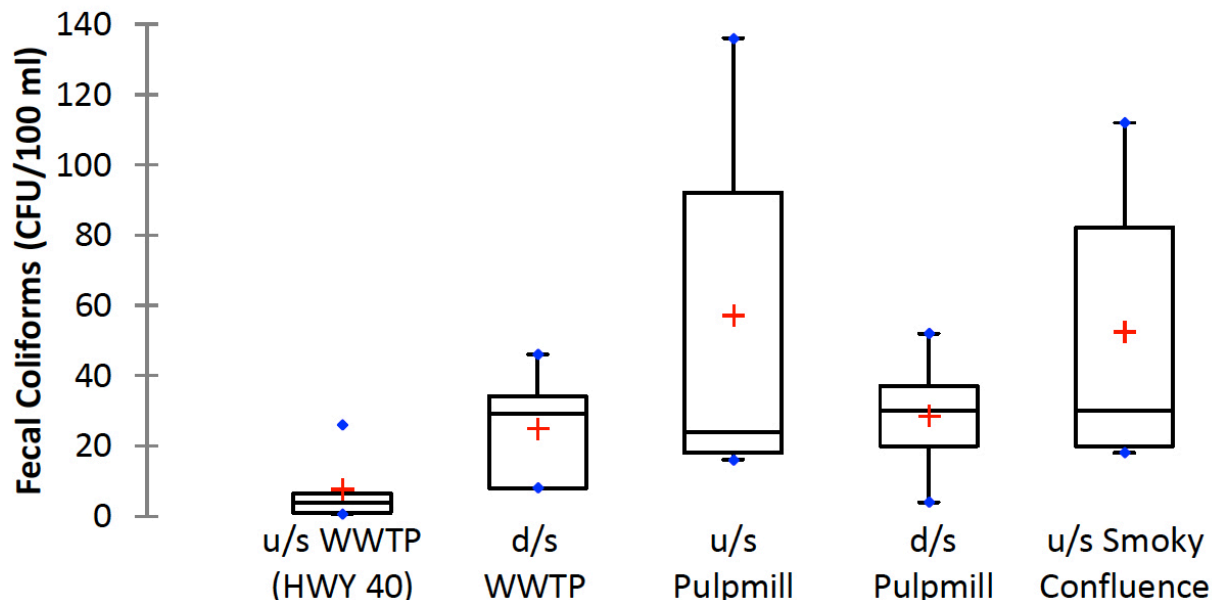 Fecal Coliforms (CFU/100 ml)
140
120
100
80
60
40
20
0
u/s WWTP
(HWY 40)
d/s
WWTP
u/s
Pulpmill
d/s
Pulpmill
u/s Smoky
Confluence